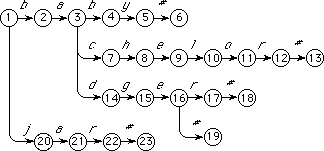 b a b y #
1 2 3 4 5 6
c h e l o r #
7 8 9 10 11 12 13
d g e r #
14 15 16 17 18
#
19
j a r #
20 21 22 23